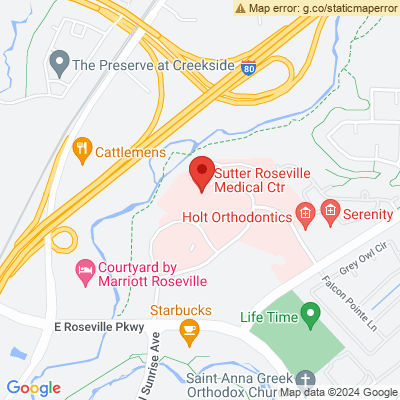 Map error: g.co/staticmaperror
The Preserve at Creekside
80
Cattlemens
Sutter Roseville
Medical Ctr
Holt Orthodontics
Serenity
Grey Owl Cir
Courtyard by
Marriott Roseville
Falcon Pointe Ln
Starbucks
Life Time
E Roseville Pkwy
N Sunrise Ave
Saint Anna Greek
Orthodox Chur
Google
Map data ©2024 Google